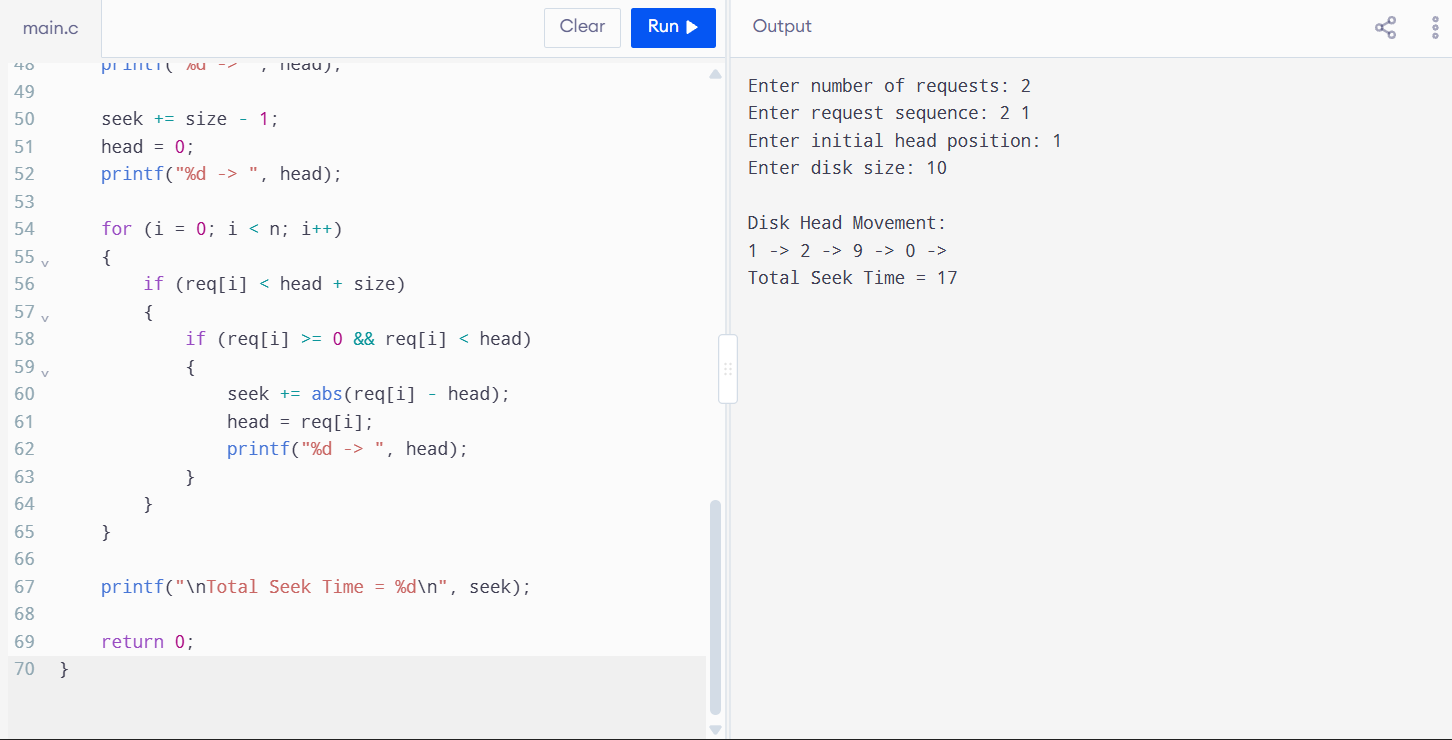 main.c
Clear
Run
48 printf("%d -> ", head);
49
50 seek += size - 1;
51 head = 0;
52 printf("%d -> ", head);
53
54 for (i = 0; i < n; i++)
55 {
56 if (req[i] < head + size)
57 {
58 if (req[i] >= 0 && req[i] < head)
59 {
60 seek += abs(req[i] - head);
61 head = req[i];
62 printf("%d -> ", head);
63 }
64 }
65 }
66
67 printf("\nTotal Seek Time = %d\n", seek);
68
69 return 0;
70 }
Output
Enter number of requests: 2
Enter request sequence: 2 1
Enter initial head position: 1
Enter disk size: 10
Disk Head Movement:
1 -> 2 -> 9 -> 0 ->
Total Seek Time = 17